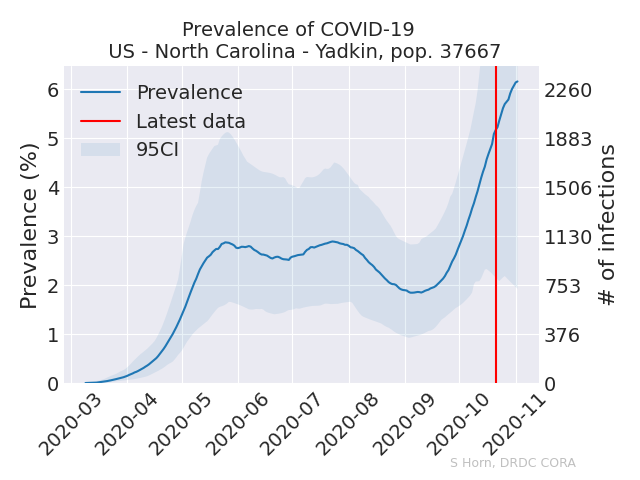 Prevalence of COVID-19
US - North Carolina - Yadkin, pop. 37667
Prevalence
Latest data
95CI
Prevalence (%)
6
5
4
3
2
1
0
2260
1883
1506
1130
753
376
0
# of infections
2020-03
2020-04
2020-05
2020-06
2020-07
2020-08
2020-09
2020-10
2020-11
S Horn, DRDC CORA